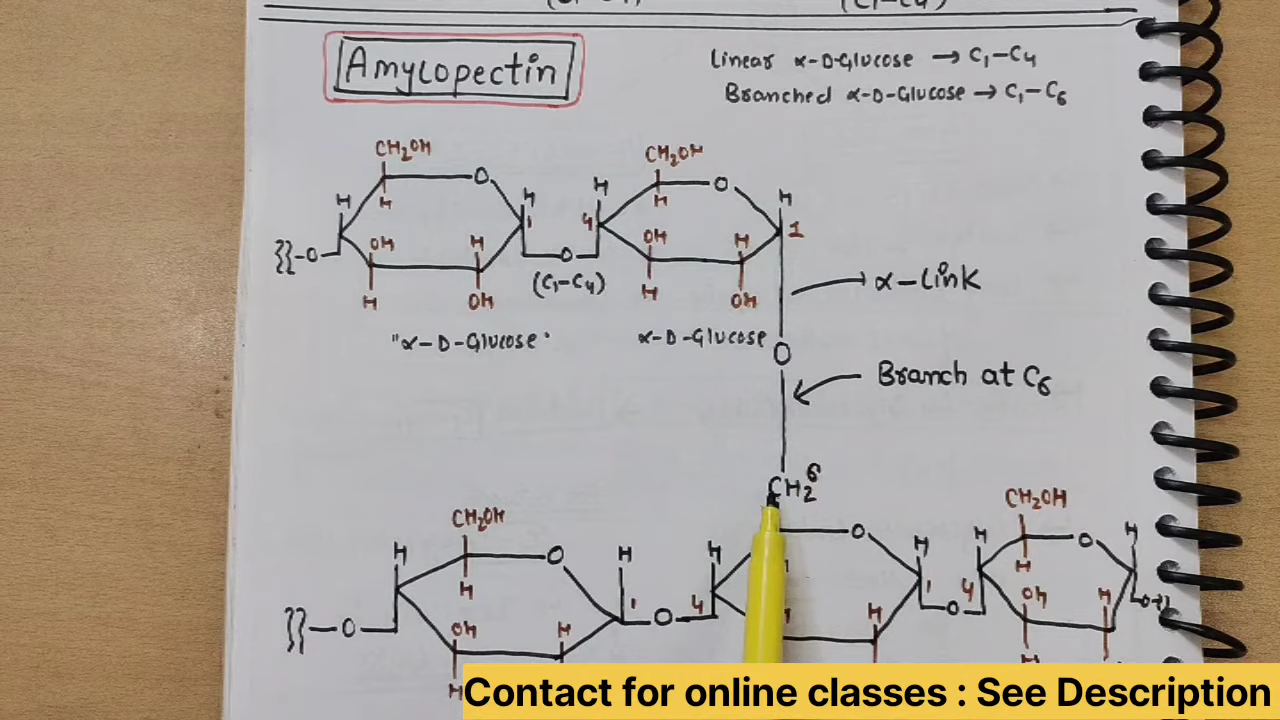 (C1-C4)
Amylopectin
Linear α-D-Glucose → C1-C4
Branched α-D-Glucose → C1-C6
CH2OH CH2OH
O O
H H H H
H 1 4 H 1
OH H OH H
O O
(C1-C4)
H OH H OH
"α-D-Glucose" α-D-Glucose
α-Link
O
Branch at C6
CH2 6
CH2OH CH2OH
O H H O H O H
H H H
1 4 1 4
O O O
OH H H OH H
H
Contact for online classes : See Description